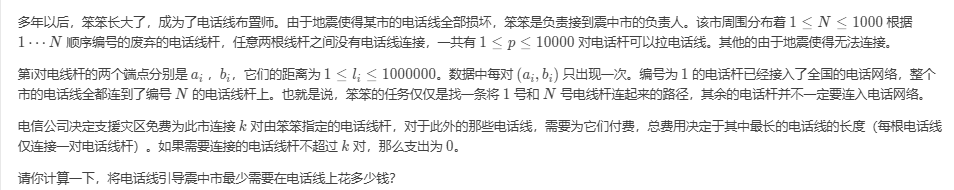 多年以后，笨笨长大了，成为了电话线布置师。由于地震使得某市的电话线全部损坏，笨笨是负责接到震中市的负责人。该市周围分布着 1 ≤ N ≤ 1000 根据
1⋯N 顺序编号的废弃的电话线杆，任意两根线杆之间没有电话线连接，一共有 1 ≤ p ≤ 10000 对电话杆可以拉电话线。其他的由于地震使得无法连接。
第i对电线杆的两个端点分别是 aᵢ ，bᵢ，它们的距离为 1 ≤ lᵢ ≤ 1000000。数据中每对 (aᵢ, bᵢ) 只出现一次。编号为 1 的电话杆已经接入了全国的电话网络，整个
市的电话线全都连到了编号 N 的电话线杆上。也就是说，笨笨的任务仅仅是找一条将 1 号和 N 号电线杆连起来的路径，其余的电话杆并不一定要连入电话网络。
电信公司决定支援灾区免费为此市连接 k 对由笨笨指定的电话线杆，对于此外的那些电话线，需要为它们付费，总费用决定于其中最长的电话线的长度（每根电话线
仅连接一对电话线杆）。如果需要连接的电话线杆不超过 k 对，那么支出为 0。
请你计算一下，将电话线引导震中市最少需要在电话线上花多少钱？